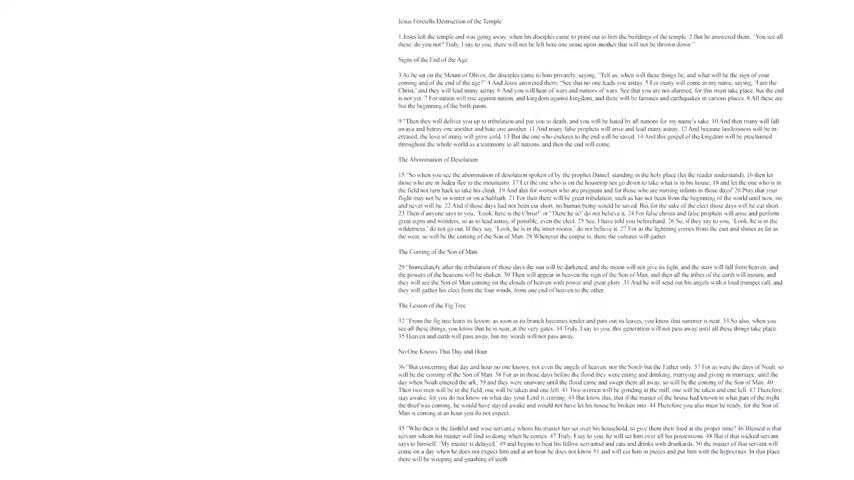 Jesus Foretells Destruction of the Temple
1 Jesus left the temple and was going away, when his disciples came to point out to him the buildings of the temple. 2 But he answered them, "You see all
these, do you not? Truly, I say to you, there will not be left here one stone upon another that will not be thrown down."
Signs of the End of the Age
3 As he sat on the Mount of Olives, the disciples came to him privately, saying, "Tell us, when will these things be, and what will be the sign of your
coming and of the end of the age?" 4 And Jesus answered them, "See that no one leads you astray. 5 For many will come in my name, saying, 'I am the
Christ,' and they will lead many astray. 6 And you will hear of wars and rumors of wars. See that you are not alarmed, for this must take place, but the end
is not yet. 7 For nation will rise against nation, and kingdom against kingdom, and there will be famines and earthquakes in various places. 8 All these are
but the beginning of the birth pains.
9 "Then they will deliver you up to tribulation and put you to death, and you will be hated by all nations for my name's sake. 10 And then many will fall
awaya and betray one another and hate one another. 11 And many false prophets will arise and lead many astray. 12 And because lawlessness will be in-
creased, the love of many will grow cold. 13 But the one who endures to the end will be saved. 14 And this gospel of the kingdom will be proclaimed
throughout the whole world as a testimony to all nations, and then the end will come.
The Abomination of Desolation
15 "So when you see the abomination of desolation spoken of by the prophet Daniel, standing in the holy place (let the reader understand), 16 then let
those who are in Judea flee to the mountains. 17 Let the one who is on the housetop not go down to take what is in his house, 18 and let the one who is in
the field not turn back to take his cloak. 19 And alas for women who are pregnant and for those who are nursing infants in those days! 20 Pray that your
flight may not be in winter or on a Sabbath. 21 For then there will be great tribulation, such as has not been from the beginning of the world until now, no,
and never will be. 22 And if those days had not been cut short, no human being would be saved. But for the sake of the elect those days will be cut short.
23 Then if anyone says to you, 'Look, here is the Christ!' or 'There he is!' do not believe it. 24 For false christs and false prophets will arise and perform
great signs and wonders, so as to lead astray, if possible, even the elect. 25 See, I have told you beforehand. 26 So, if they say to you, 'Look, he is in the
wilderness,' do not go out. If they say, 'Look, he is in the inner rooms,' do not believe it. 27 For as the lightning comes from the east and shines as far as
the west, so will be the coming of the Son of Man. 28 Wherever the corpse is, there the vultures will gather.
The Coming of the Son of Man
29 "Immediately after the tribulation of those days the sun will be darkened, and the moon will not give its light, and the stars will fall from heaven, and
the powers of the heavens will be shaken. 30 Then will appear in heaven the sign of the Son of Man, and then all the tribes of the earth will mourn, and
they will see the Son of Man coming on the clouds of heaven with power and great glory. 31 And he will send out his angels with a loud trumpet call, and
they will gather his elect from the four winds, from one end of heaven to the other.
The Lesson of the Fig Tree
32 "From the fig tree learn its lesson: as soon as its branch becomes tender and puts out its leaves, you know that summer is near. 33 So also, when you
see all these things, you know that he is near, at the very gates. 34 Truly, I say to you, this generation will not pass away until all these things take place.
35 Heaven and earth will pass away, but my words will not pass away.
No One Knows That Day and Hour
36 "But concerning that day and hour no one knows, not even the angels of heaven, nor the Son,b but the Father only. 37 For as were the days of Noah, so
will be the coming of the Son of Man. 38 For as in those days before the flood they were eating and drinking, marrying and giving in marriage, until the
day when Noah entered the ark, 39 and they were unaware until the flood came and swept them all away, so will be the coming of the Son of Man. 40
Then two men will be in the field; one will be taken and one left. 41 Two women will be grinding at the mill; one will be taken and one left. 42 Therefore,
stay awake, for you do not know on what day your Lord is coming. 43 But know this, that if the master of the house had known in what part of the night
the thief was coming, he would have stayed awake and would not have let his house be broken into. 44 Therefore you also must be ready, for the Son of
Man is coming at an hour you do not expect.
45 "Who then is the faithful and wise servant,c whom his master has set over his household, to give them their food at the proper time? 46 Blessed is that
servant whom his master will find so doing when he comes. 47 Truly, I say to you, he will set him over all his possessions. 48 But if that wicked servant
says to himself, 'My master is delayed,' 49 and begins to beat his fellow servantsd and eats and drinks with drunkards, 50 the master of that servant will
come on a day when he does not expect him and at an hour he does not know 51 and will cut him in pieces and put him with the hypocrites. In that place
there will be weeping and gnashing of teeth